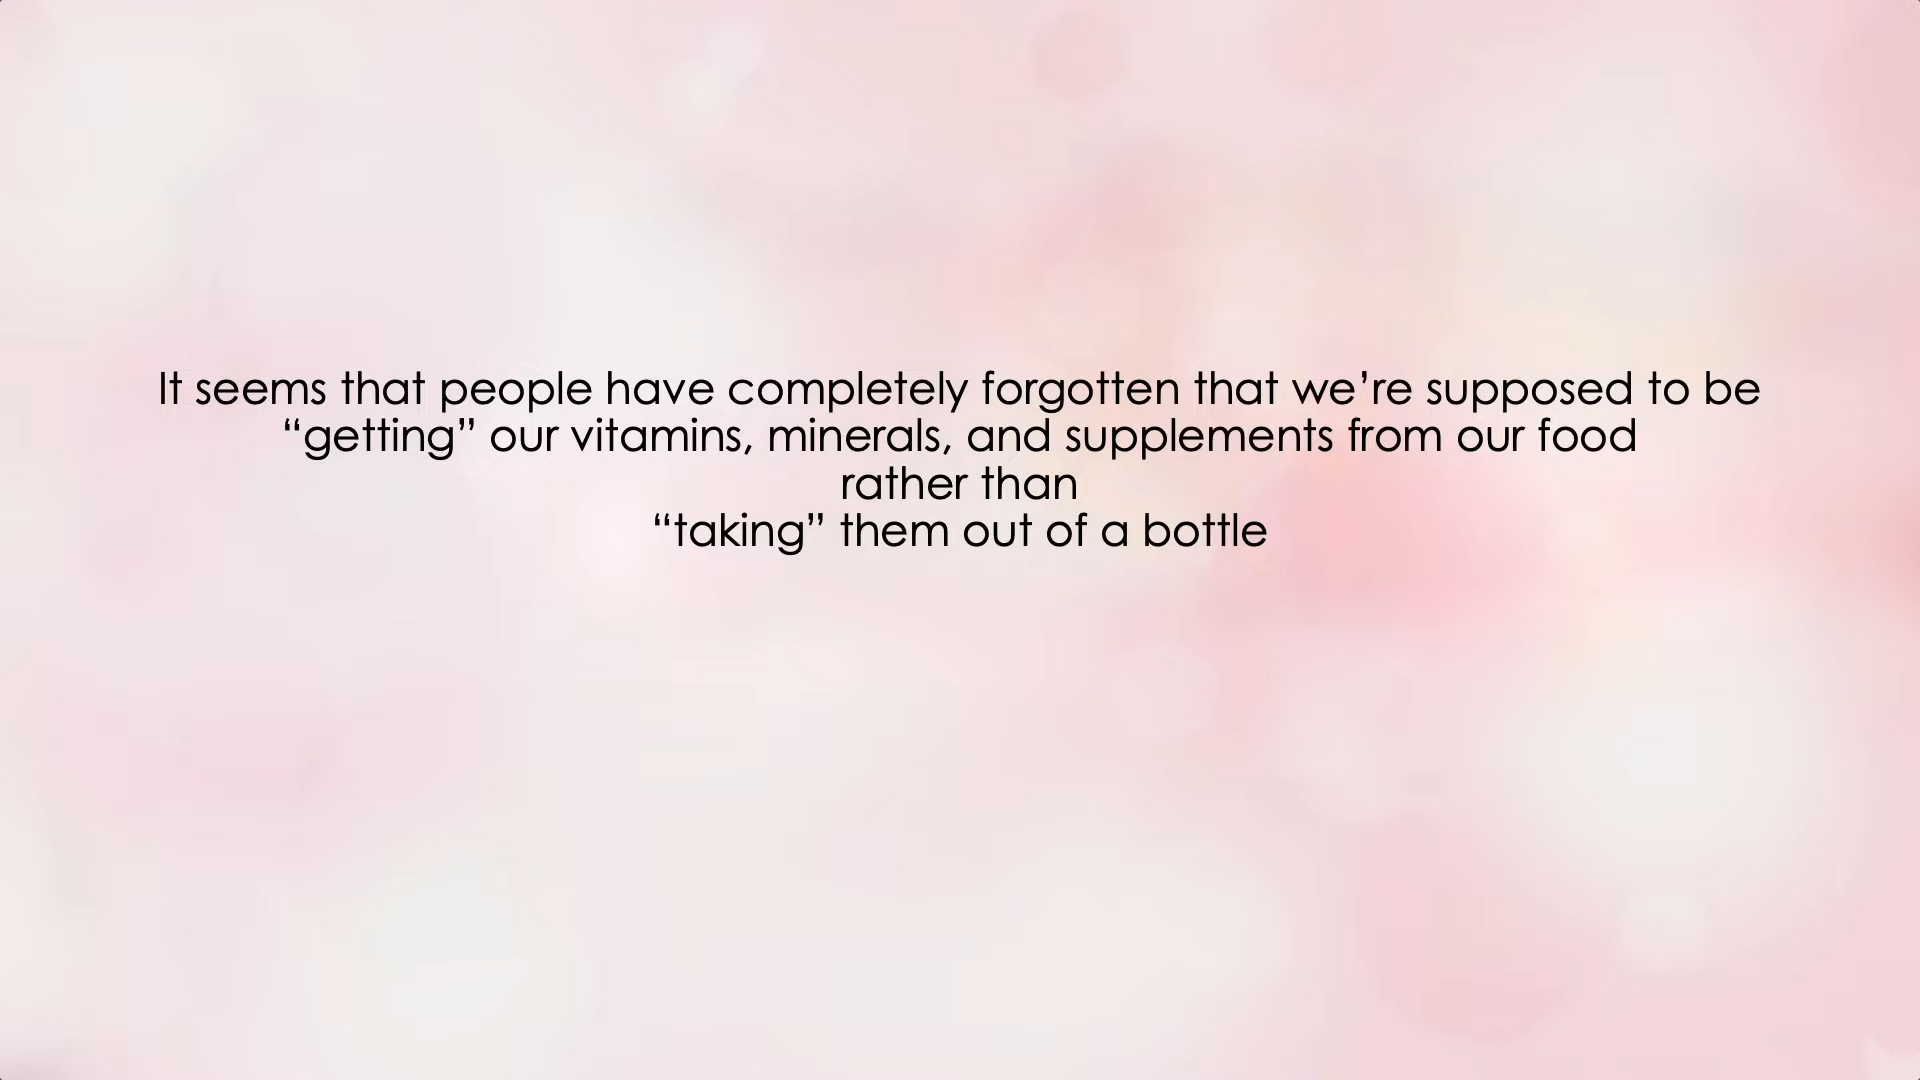 It seems that people have completely forgotten that we’re supposed to be
“getting” our vitamins, minerals, and supplements from our food
rather than
“taking” them out of a bottle